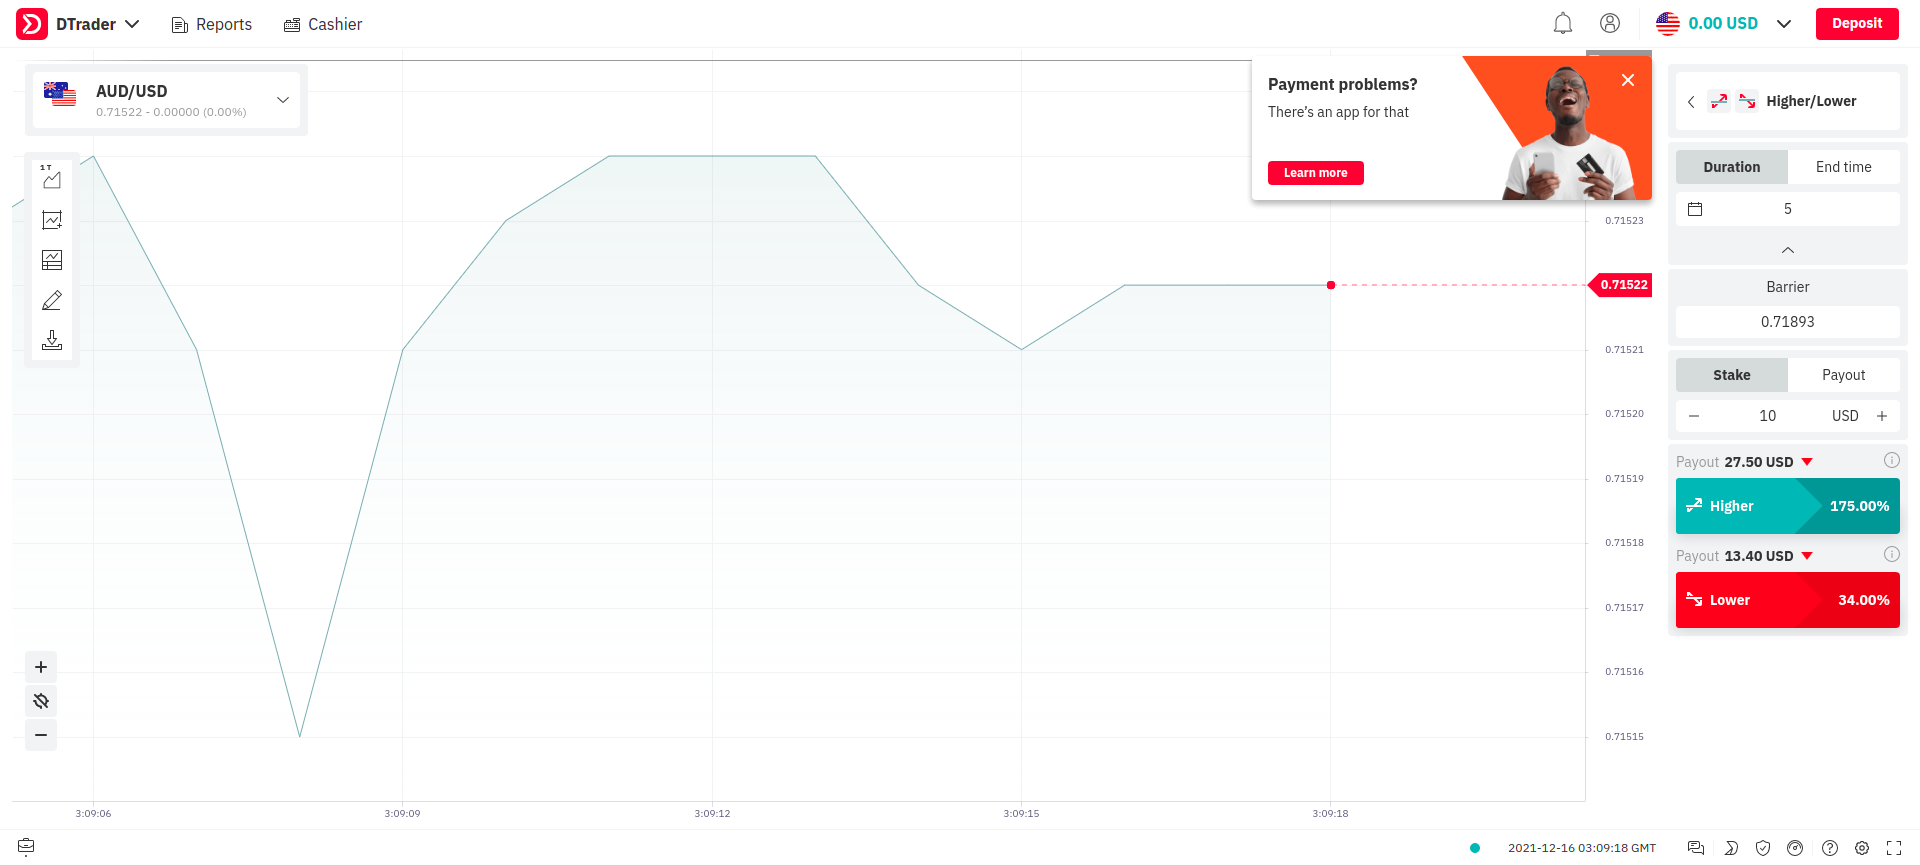 DTrader
Reports
Cashier
0.00 USD
Deposit
AUD/USD
0.71522 - 0.00000 (0.00%)
1T
Payment problems?
There's an app for that
Learn more
0.71523
0.71522
0.71521
0.71520
0.71519
0.71518
0.71517
0.71516
0.71515
3:09:06
3:09:09
3:09:12
3:09:15
3:09:18
Higher/Lower
Duration
End time
5
Barrier
0.71893
Stake
Payout
10
USD
Payout 27.50 USD
Higher
175.00%
Payout 13.40 USD
Lower
34.00%
2021-12-16 03:09:18 GMT